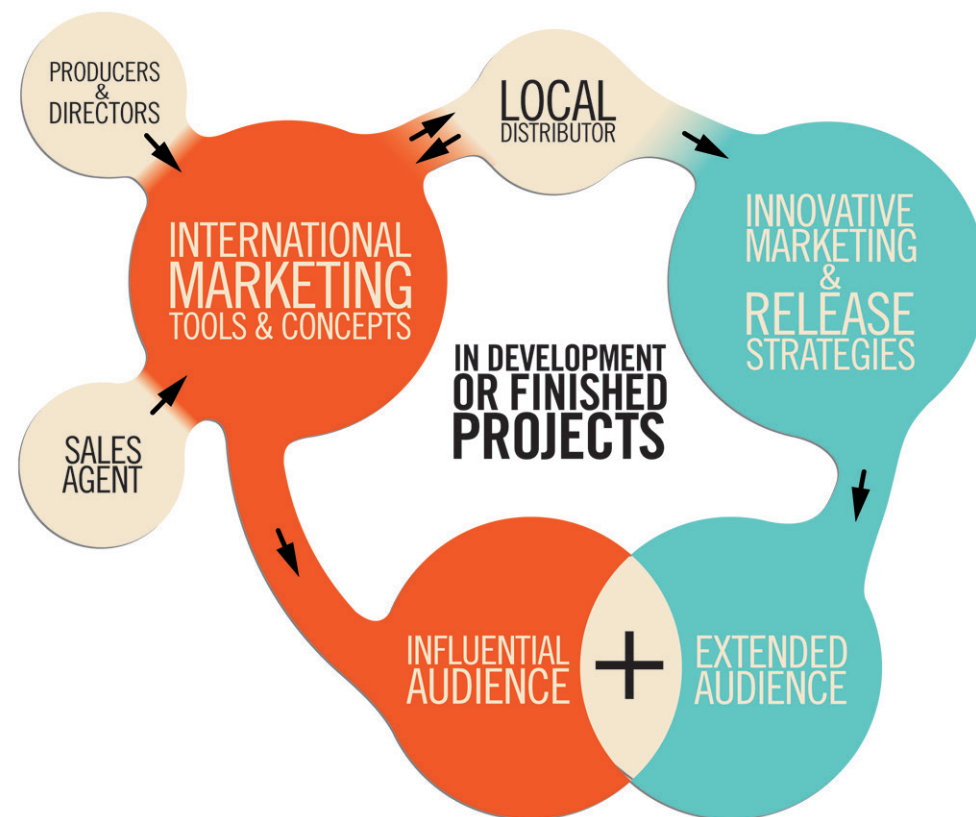 PRODUCERS
&
DIRECTORS
LOCAL
DISTRIBUTOR
INTERNATIONAL
MARKETING
TOOLS & CONCEPTS
INNOVATIVE
MARKETING
&
RELEASE
STRATEGIES
IN DEVELOPMENT
OR FINISHED
PROJECTS
SALES
AGENT
INFLUENTIAL
AUDIENCE
+
EXTENDED
AUDIENCE